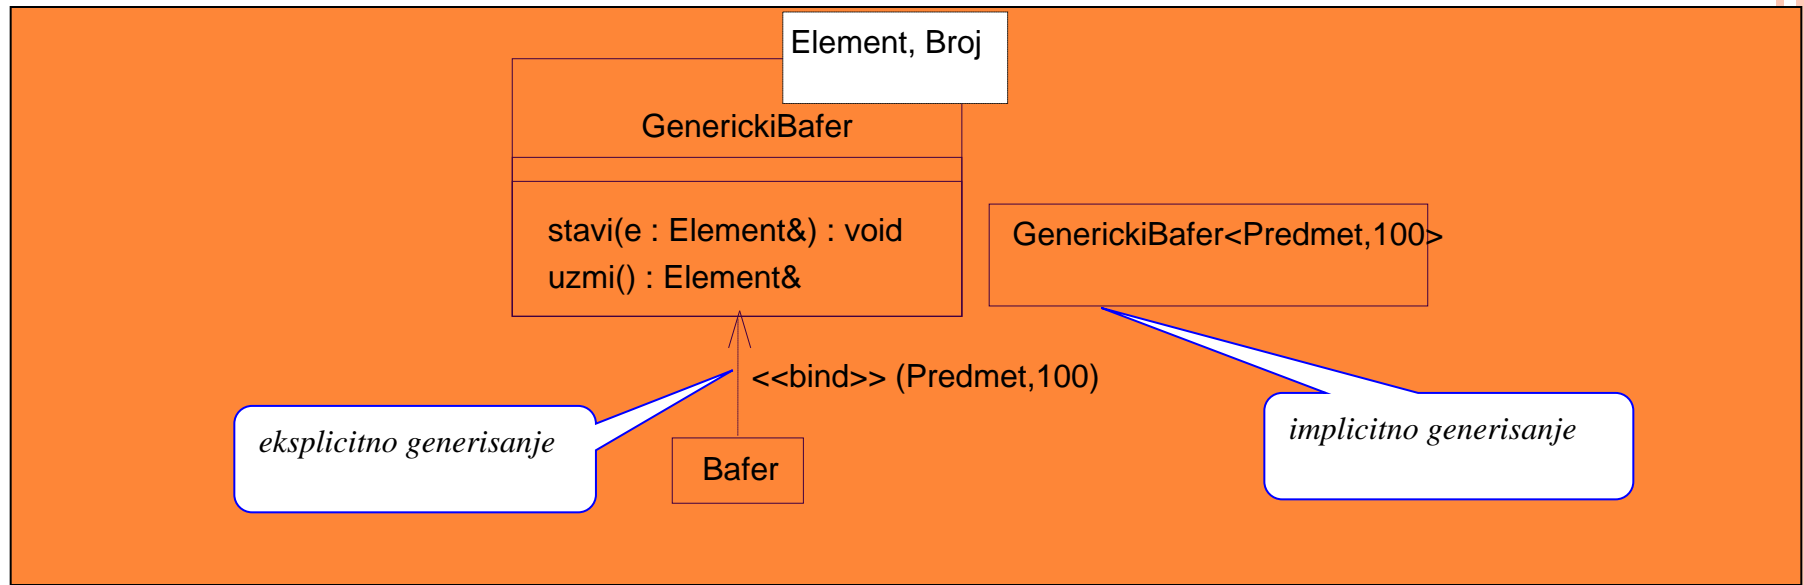 Element, Broj
GenerickiBafer
stavi(e : Element&) : void
uzmi() : Element&
GenerickiBafer<Predmet,100>
<<bind>> (Predmet,100)
eksplicitno generisanje
implicitno generisanje
Bafer